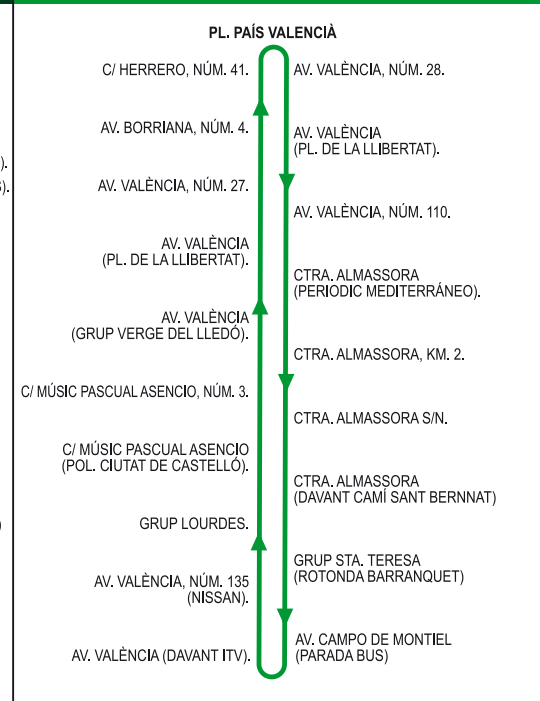 PL. PAÍS VALENCIÀ
C/ HERRERO, NÚM. 41.
AV. BORRIANA, NÚM. 4.
AV. VALÈNCIA, NÚM. 27.
AV. VALÈNCIA
(PL. DE LA LLIBERTAT).
AV. VALÈNCIA
(GRUP VERGE DEL LLEDÓ).
C/ MÚSIC PASCUAL ASENCIO, NÚM. 3.
C/ MÚSIC PASCUAL ASENCIO
(POL. CIUTAT DE CASTELLÓ).
GRUP LOURDES.
AV. VALÈNCIA, NÚM. 135
(NISSAN).
AV. VALÈNCIA (DAVANT ITV).
AV. VALÈNCIA, NÚM. 28.
AV. VALÈNCIA
(PL. DE LA LLIBERTAT).
AV. VALÈNCIA, NÚM. 110.
CTRA. ALMASSORA
(PERIODIC MEDITERRÁNEO).
CTRA. ALMASSORA, KM. 2.
CTRA. ALMASSORA S/N.
CTRA. ALMASSORA
(DAVANT CAMÍ SANT BERNNAT)
GRUP STA. TERESA
(ROTONDA BARRANQUET)
AV. CAMPO DE MONTIEL
(PARADA BUS)